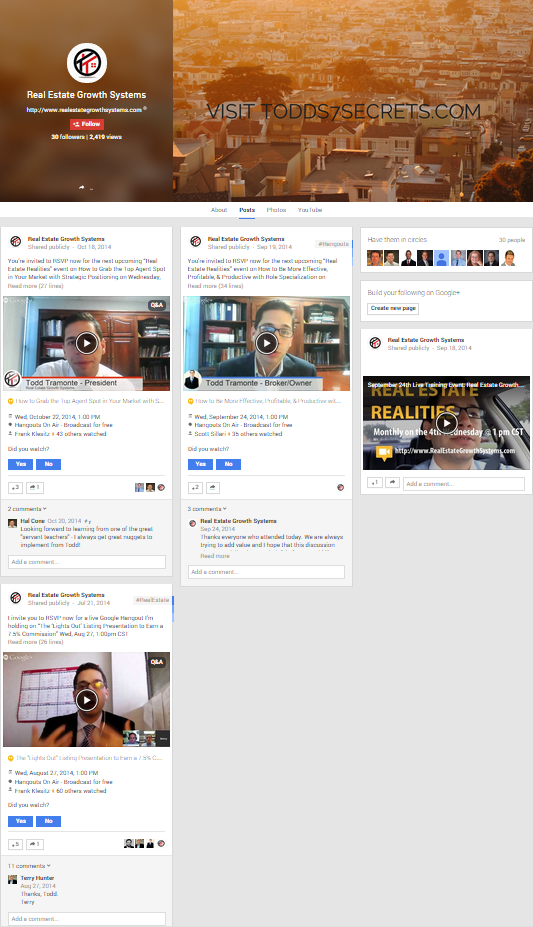 Real Estate Growth Systems
http://www.realestategrowthsystems.com
Follow
30 followers | 2,419 views
VISIT TODDS7SECRETS.COM
About Posts Photos YouTube
Real Estate Growth Systems
Shared publicly - Oct 18, 2014
You're invited to RSVP now for the next upcoming "Real
Estate Realities" event on How to Grab the Top Agent Spot
in Your Market with Strategic Positioning on Wednesday,
Read more (27 lines)
Google+
Q&A
Todd Tramonte - President
Real Estate Growth Systems
How to Grab the Top Agent Spot in Your Market with S...
Wed, October 22, 2014, 1:00 PM
Hangouts On Air - Broadcast for free
Frank Klesitz + 43 others watched
Did you watch?
Yes No
+3 1
2 comments
Hal Cone Oct 20, 2014
Looking forward to learning from one of the great
"servant teachers" - I always get great nuggets to
implement from Todd!
Add a comment...
Real Estate Growth Systems
Shared publicly - Jul 21, 2014
#RealEstate
I invite you to RSVP now for a live Google Hangout I'm
holding on "The 'Lights Out' Listing Presentation to Earn a
7.5% Commission" Wed, Aug 27, 1:00pm CST
Read more (26 lines)
Google+
Q&A
The "Lights Out" Listing Presentation to Earn a 7.5% C...
Wed, August 27, 2014, 1:00 PM
Hangouts On Air - Broadcast for free
Frank Klesitz + 60 others watched
Did you watch?
Yes No
+5 1
11 comments
Terry Hunter
Aug 27, 2014
Thanks, Todd.
Terry
Add a comment...
Real Estate Growth Systems
Shared publicly - Sep 19, 2014
#Hangouts
You're invited to RSVP now for the next upcoming "Real
Estate Realities" event on How to Be More Effective,
Profitable, & Productive with Role Specialization on
Read more (34 lines)
Google+
Todd Tramonte - Broker/Owner
How to Be More Effective, Profitable, & Productive wit...
Wed, September 24, 2014, 1:00 PM
Hangouts On Air - Broadcast for free
Scott Sillari + 35 others watched
Did you watch?
Yes No
+2
3 comments
Real Estate Growth Systems
Sep 24, 2014
Thanks everyone who attended today. We are always
trying to add value and I hope that this discussion
Read more
Add a comment...
Have them in circles 30 people
Build your following on Google+
Create new page
Real Estate Growth Systems
Shared publicly - Sep 18, 2014
September 24th Live Training Event: Real Estate Growth...
REAL ESTATE
REALITIES
Monthly on the 4th Wednesday @ 1 pm CST
http://www.RealEstateGrowthSystems.com
+1 Add a comment...